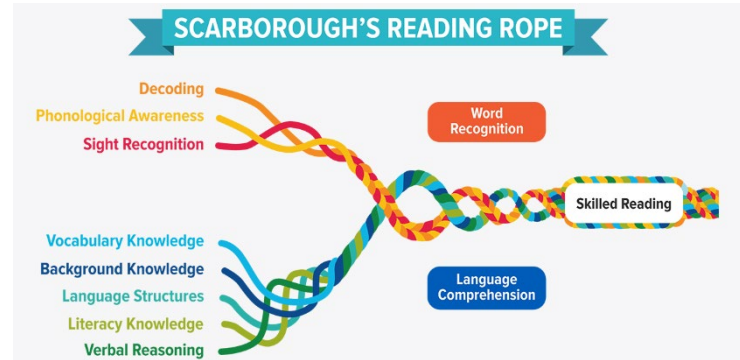 SCARBOROUGH'S READING ROPE
Decoding
Phonological Awareness
Sight Recognition
Word
Recognition
Skilled Reading
Vocabulary Knowledge
Background Knowledge
Language Structures
Literacy Knowledge
Verbal Reasoning
Language
Comprehension